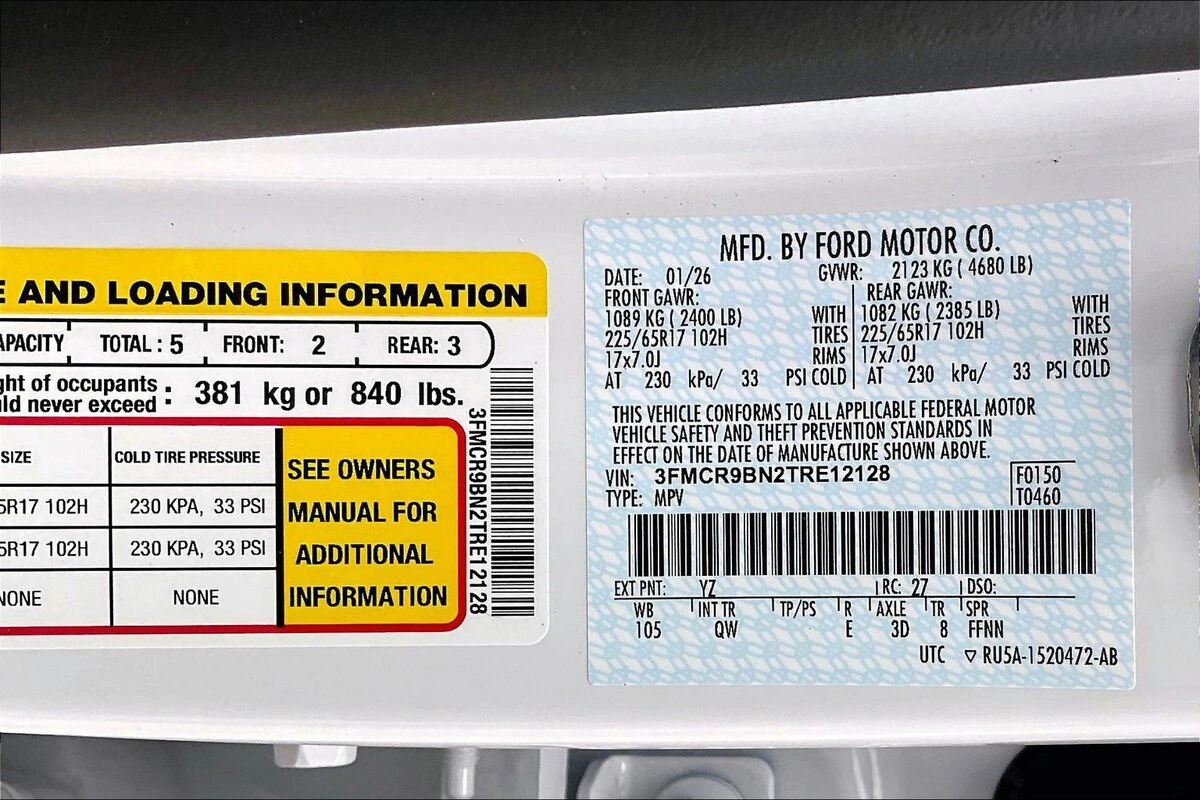 E AND LOADING INFORMATION
APACITY TOTAL : 5 FRONT: 2 REAR: 3
ght of occupants
uld never exceed : 381 kg or 840 lbs.
SIZE COLD TIRE PRESSURE
5R17 102H 230 KPA, 33 PSI
5R17 102H 230 KPA, 33 PSI
NONE NONE
SEE OWNERS
MANUAL FOR
ADDITIONAL
INFORMATION
3FMCR9BN2TRE12128
MFD. BY FORD MOTOR CO.
DATE: 01/26 GVWR: 2123 KG ( 4680 LB)
FRONT GAWR: REAR GAWR:
1089 KG ( 2400 LB) WITH 1082 KG ( 2385 LB) WITH
225/65R17 102H TIRES 225/65R17 102H TIRES
17x7.0J RIMS 17x7.0J RIMS
AT 230 kPa/ 33 PSI COLD AT 230 kPa/ 33 PSI COLD
THIS VEHICLE CONFORMS TO ALL APPLICABLE FEDERAL MOTOR
VEHICLE SAFETY AND THEFT PREVENTION STANDARDS IN
EFFECT ON THE DATE OF MANUFACTURE SHOWN ABOVE.
VIN: 3FMCR9BN2TRE12128 F0150
TYPE: MPV T0460
EXT PNT: YZ RC: 27 DSO:
WB INT TR TP/PS R AXLE TR SPR
105 QW E 3D 8 FFNN
UTC ▽ RU5A-1520472-AB